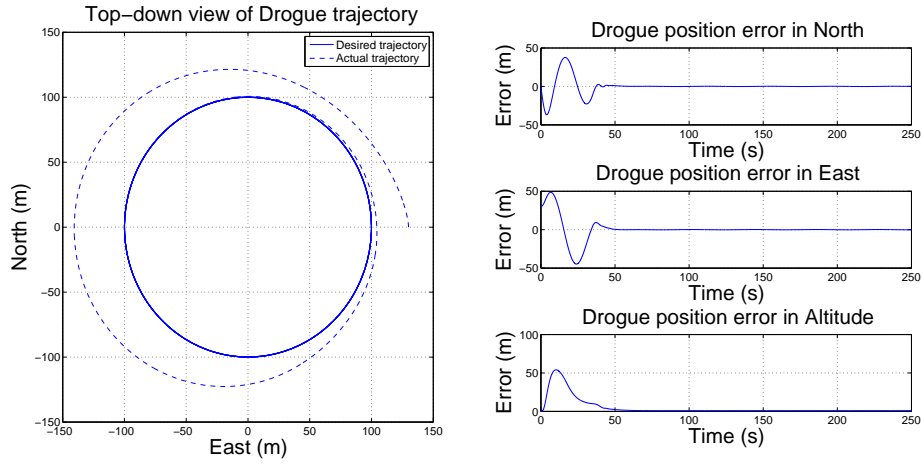 Top-down view of Drogue trajectory
150
100
50
0
-50
-100
-150
-150
-100
-50
0
50
100
150
North (m)
East (m)
Desired trajectory
Actual trajectory
Drogue position error in North
Error (m)
50
0
-50
0
50
100
150
200
250
Time (s)
Drogue position error in East
Error (m)
50
0
-50
0
50
100
150
200
250
Time (s)
Drogue position error in Altitude
Error (m)
100
50
0
0
50
100
150
200
250
Time (s)